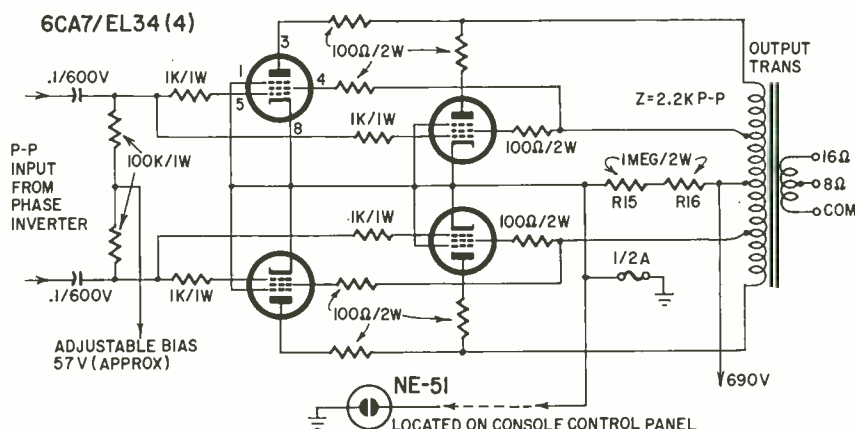 6CA7/EL34 (4)
3
100Ω/2W
OUTPUT
TRANS
.1/600V
1K/1W
1
5
4
8
Z=2.2K P-P
1K/1W
100Ω/2W
P-P
INPUT
FROM
PHASE
INVERTER
100K/1W
1MEG/2W
R15
R16
16Ω
8Ω
COM
1K/1W
100Ω/2W
1/2A
.1/600V
1K/1W
100Ω/2W
ADJUSTABLE BIAS
57V (APPROX)
NE-51
690V
LOCATED ON CONSOLE CONTROL PANEL